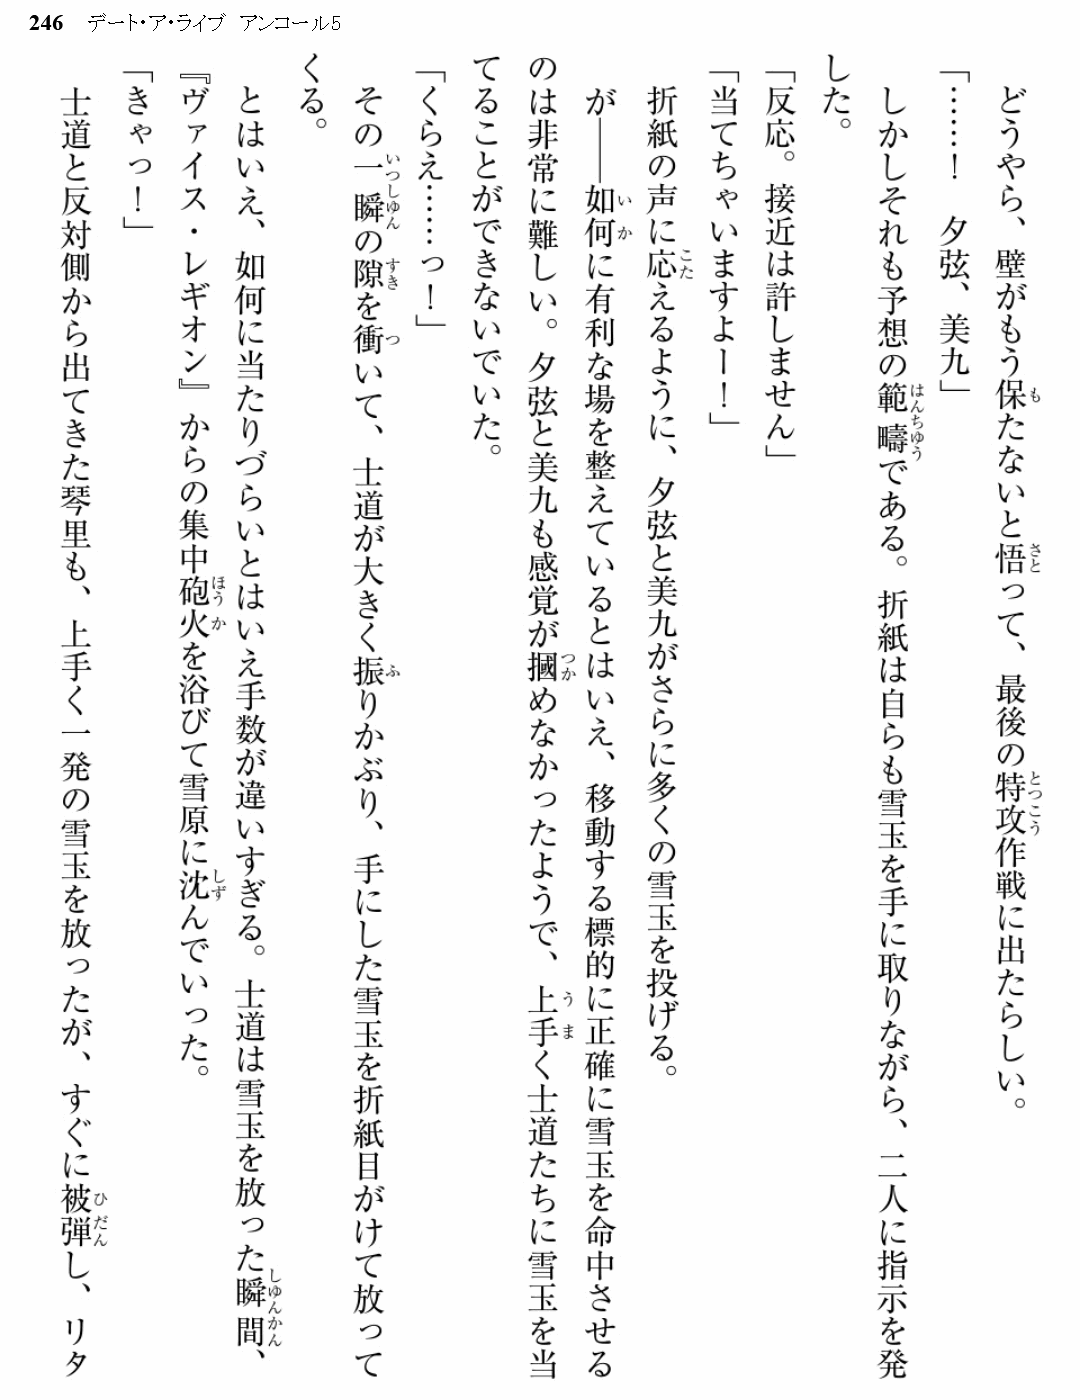 246 デート・ア・ライブ アンコール5
どうやら、壁がもう保たないと悟って、最後の特攻作戦に出たらしい。
「……！ 夕弦、美九」
しかしそれも予想の範疇である。折紙は自らも雪玉を手に取りながら、二人に指示を発
した。
「反応。接近は許しません」
「当てちゃいますよー！」
折紙の声に応えるように、夕弦と美九がさらに多くの雪玉を投げる。
が――如何に有利な場を整えているとはいえ、移動する標的に正確に雪玉を命中させる
のは非常に難しい。夕弦と美九も感覚が摑めなかったようで、上手く士道たちに雪玉を当
てることができないでいた。
「くらえ……っ！」
その一瞬の隙を衝いて、士道が大きく振りかぶり、手にした雪玉を折紙目がけて放って
くる。
とはいえ、如何に当たりづらいとはいえ手数が違いすぎる。士道は雪玉を放った瞬間、
『ヴァイス・レギオン』からの集中砲火を浴びて雪原に沈んでいった。
「きゃっ！」
士道と反対側から出てきた琴里も、上手く一発の雪玉を放ったが、すぐに被弾し、リタ